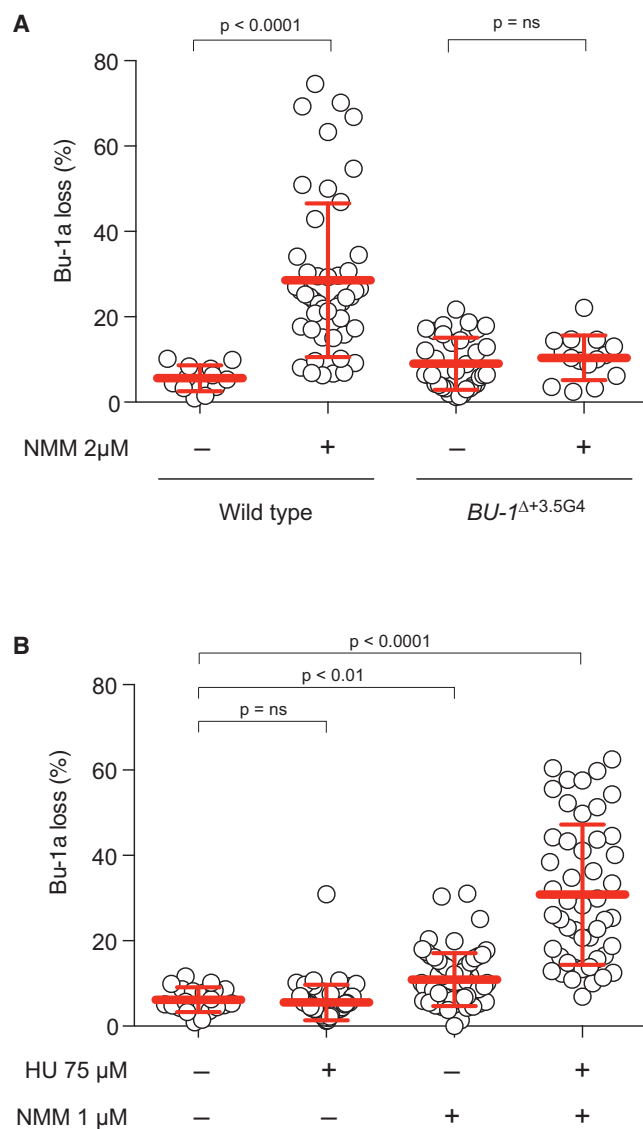 A
p < 0.0001
p = ns
Bu-1a loss (%)
80
60
40
20
0
NMM 2μM
– + – +
Wild type
BU-1Δ+3.5G4
B
p < 0.0001
p < 0.01
p = ns
Bu-1a loss (%)
80
60
40
20
0
HU 75 μM – + – +
NMM 1 μM – – + +